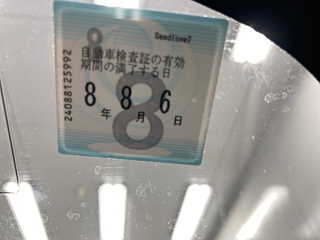 Goodlome7
自動車検査証の有効
期間の満了する日
8年8月6日
8
24088125992